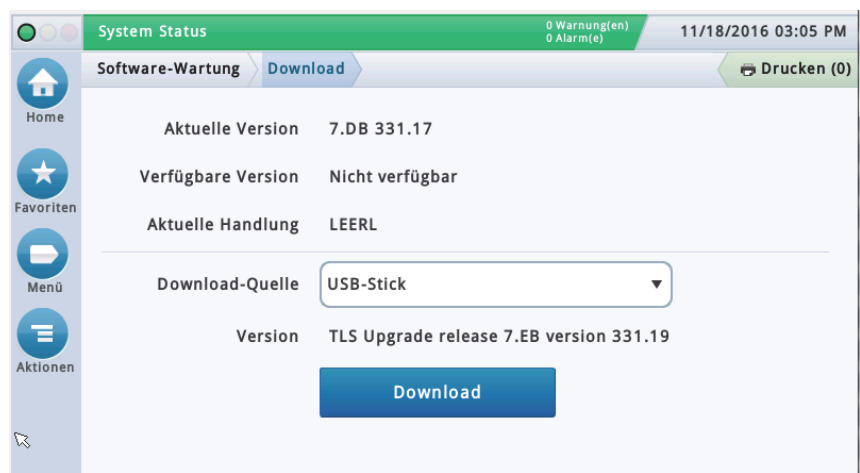 System Status
0 Warnung(en)
0 Alarm(e)
11/18/2016 03:05 PM
Software-Wartung
Download
Drucken (0)
Home
Favoriten
Menü
Aktionen
Aktuelle Version 7.DB 331.17
Verfügbare Version Nicht verfügbar
Aktuelle Handlung LEERL
Download-Quelle USB-Stick
Version TLS Upgrade release 7.EB version 331.19
Download